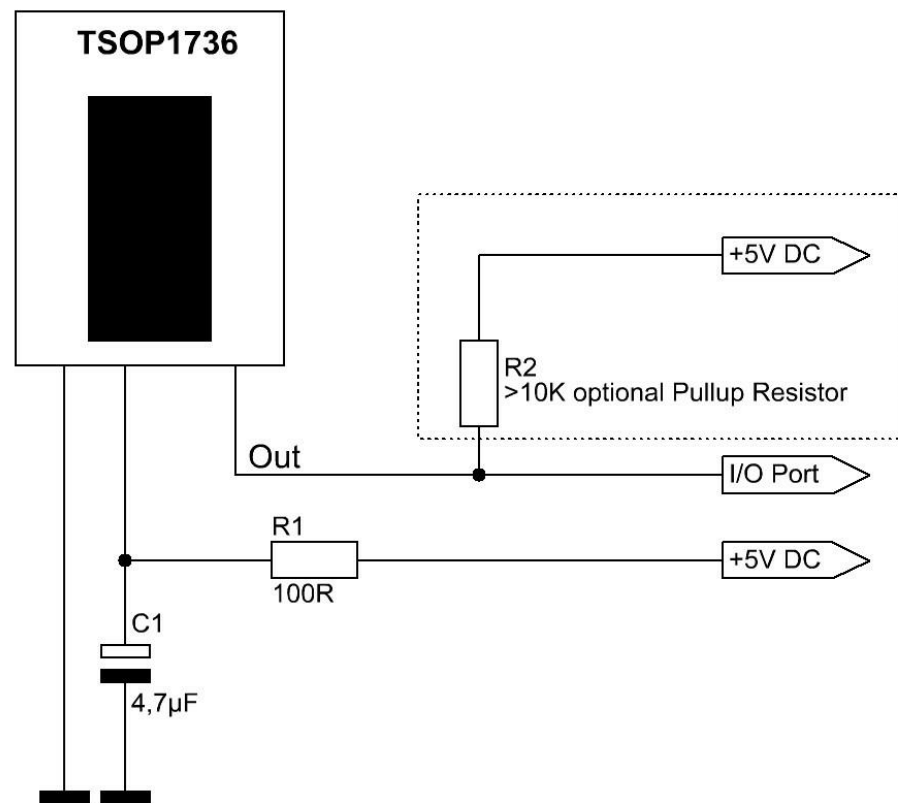 TSOP1736
+5V DC
R2
>10K optional Pullup Resistor
Out
I/O Port
R1
+5V DC
100R
C1
4,7µF